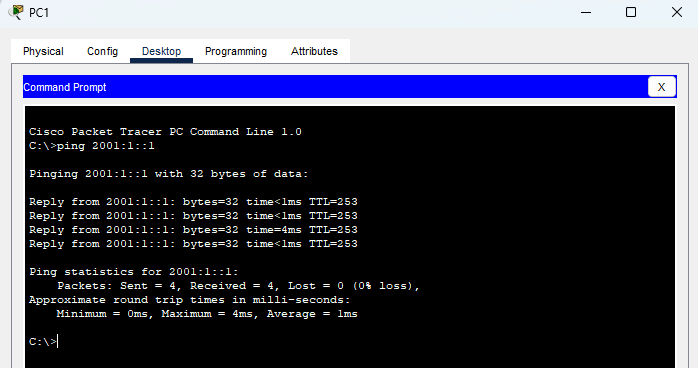 PC1
Physical Config Desktop Programming Attributes
Command Prompt
X
Cisco Packet Tracer PC Command Line 1.0
C:\>ping 2001:1::1
Pinging 2001:1::1 with 32 bytes of data:
Reply from 2001:1::1: bytes=32 time<1ms TTL=253
Reply from 2001:1::1: bytes=32 time<1ms TTL=253
Reply from 2001:1::1: bytes=32 time=4ms TTL=253
Reply from 2001:1::1: bytes=32 time<1ms TTL=253
Ping statistics for 2001:1::1:
    Packets: Sent = 4, Received = 4, Lost = 0 (0% loss),
Approximate round trip times in milli-seconds:
    Minimum = 0ms, Maximum = 4ms, Average = 1ms
C:\>